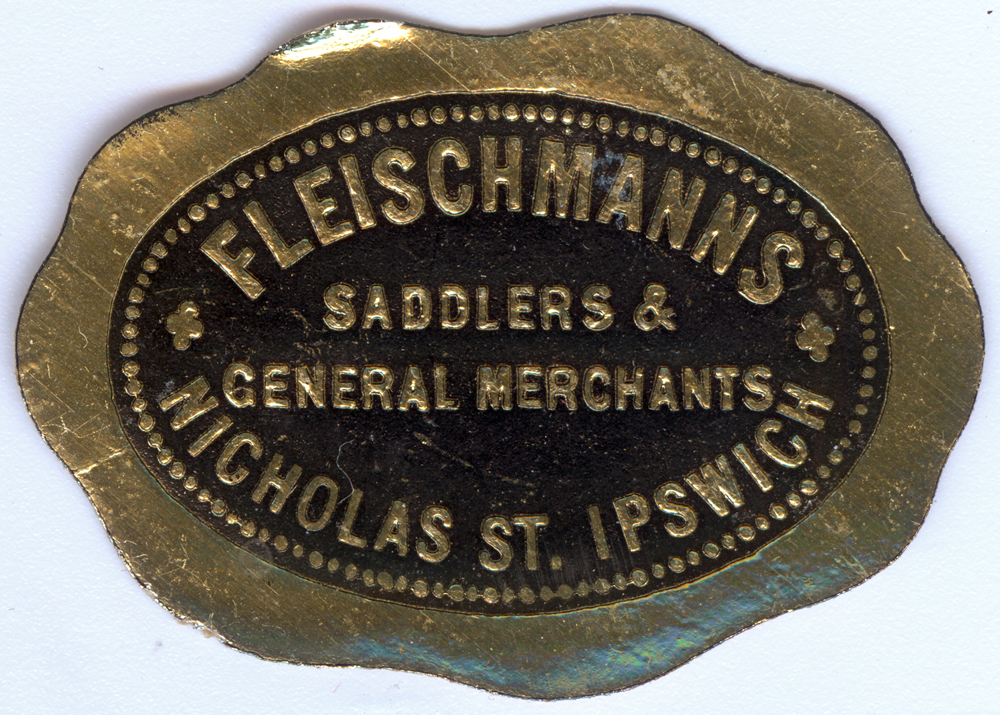 FLEISCHMANNS
SADDLERS &
GENERAL MERCHANTS
NICHOLAS ST. IPSWICH